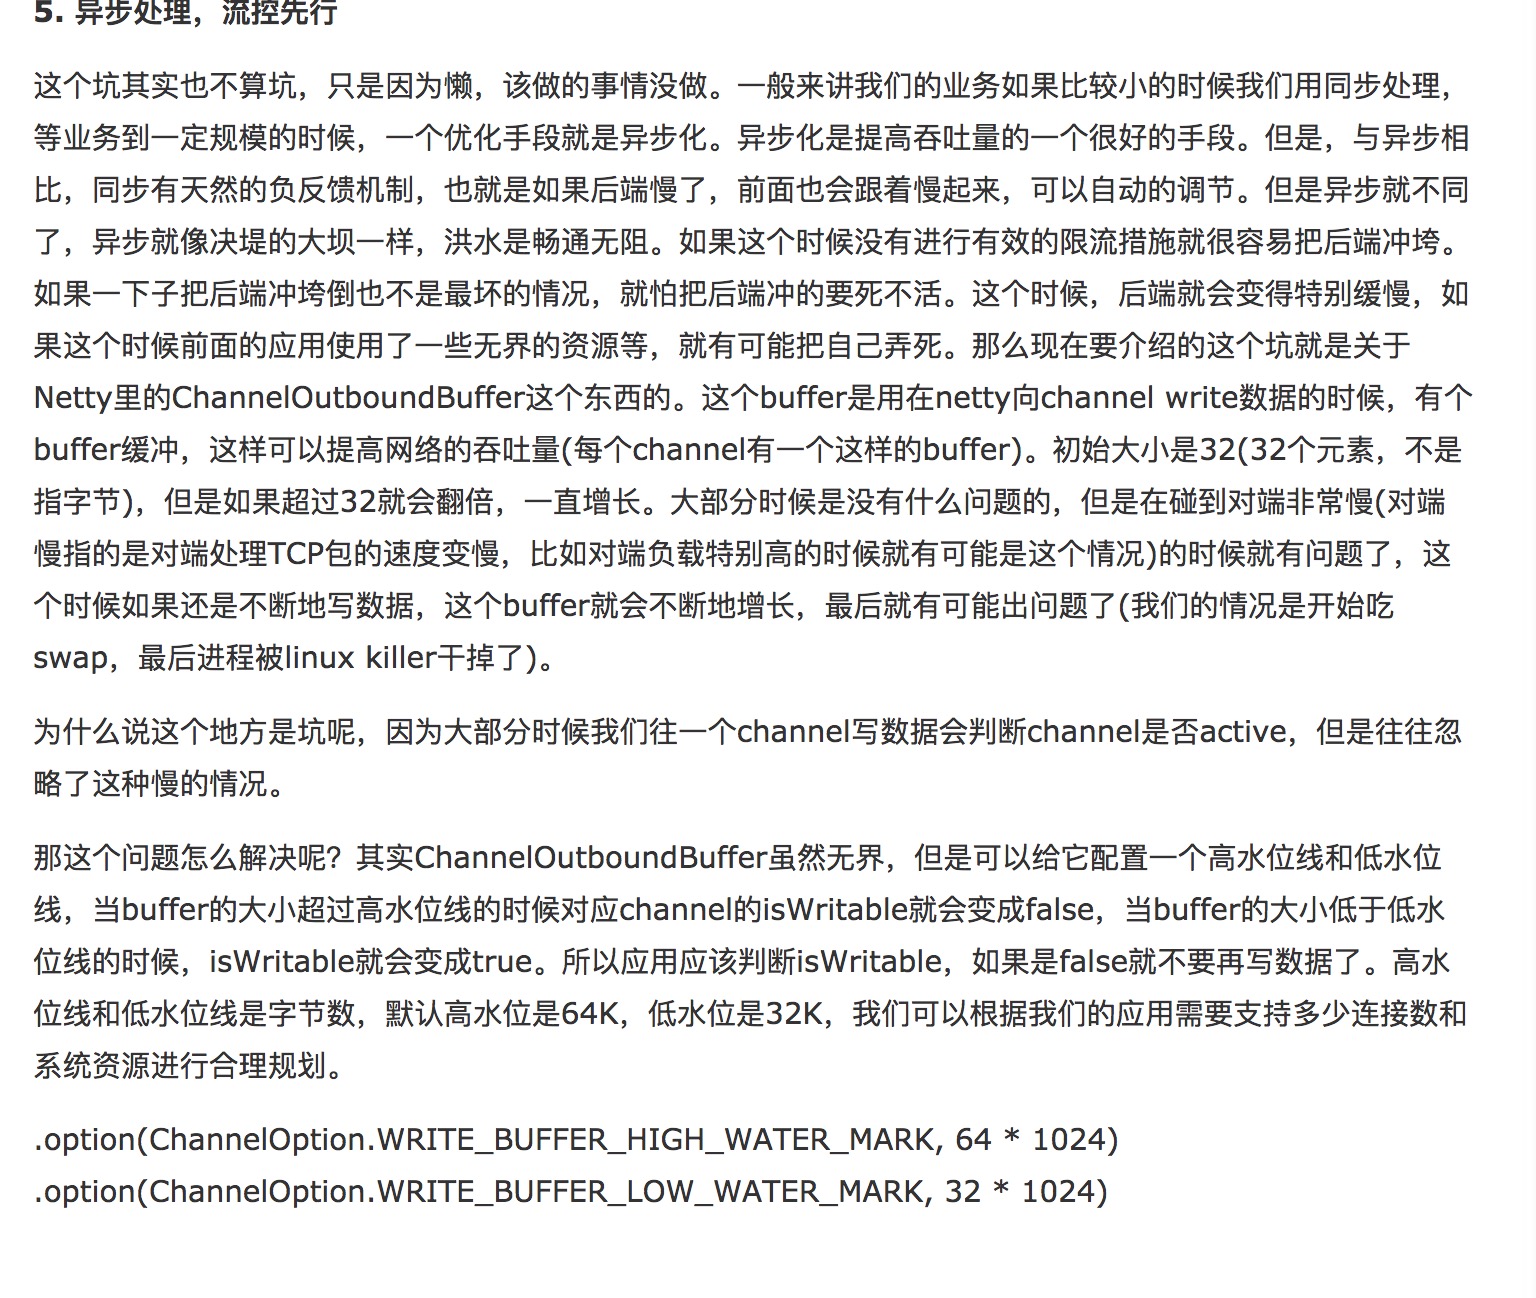 5. 异步处理，流控先行
这个坑其实也不算坑，只是因为懒，该做的事情没做。一般来讲我们的业务如果比较小的时候我们用同步处理，
等业务到一定规模的时候，一个优化手段就是异步化。异步化是提高吞吐量的一个很好的手段。但是，与异步相
比，同步有天然的负反馈机制，也就是如果后端慢了，前面也会跟着慢起来，可以自动的调节。但是异步就不同
了，异步就像决堤的大坝一样，洪水是畅通无阻。如果这个时候没有进行有效的限流措施就很容易把后端冲垮。
如果一下子把后端冲垮倒也不是最坏的情况，就怕把后端冲的要死不活。这个时候，后端就会变得特别缓慢，如
果这个时候前面的应用使用了一些无界的资源等，就有可能把自己弄死。那么现在要介绍的这个坑就是关于
Netty里的ChannelOutboundBuffer这个东西的。这个buffer是用在netty向channel write数据的时候，有个
buffer缓冲，这样可以提高网络的吞吐量(每个channel有一个这样的buffer)。初始大小是32(32个元素，不是
指字节)，但是如果超过32就会翻倍，一直增长。大部分时候是没有什么问题的，但是在碰到对端非常慢(对端
慢指的是对端处理TCP包的速度变慢，比如对端负载特别高的时候就有可能是这个情况)的时候就有问题了，这
个时候如果还是不断地写数据，这个buffer就会不断地增长，最后就有可能出问题了(我们的情况是开始吃
swap，最后进程被linux killer干掉了)。
为什么说这个地方是坑呢，因为大部分时候我们往一个channel写数据会判断channel是否active，但是往往忽
略了这种慢的情况。
那这个问题怎么解决呢？其实ChannelOutboundBuffer虽然无界，但是可以给它配置一个高水位线和低水位
线，当buffer的大小超过高水位线的时候对应channel的isWritable就会变成false，当buffer的大小低于低水
位线的时候，isWritable就会变成true。所以应用应该判断isWritable，如果是false就不要再写数据了。高水
位线和低水位线是字节数，默认高水位是64K，低水位是32K，我们可以根据我们的应用需要支持多少连接数和
系统资源进行合理规划。
.option(ChannelOption.WRITE_BUFFER_HIGH_WATER_MARK, 64 * 1024)
.option(ChannelOption.WRITE_BUFFER_LOW_WATER_MARK, 32 * 1024)